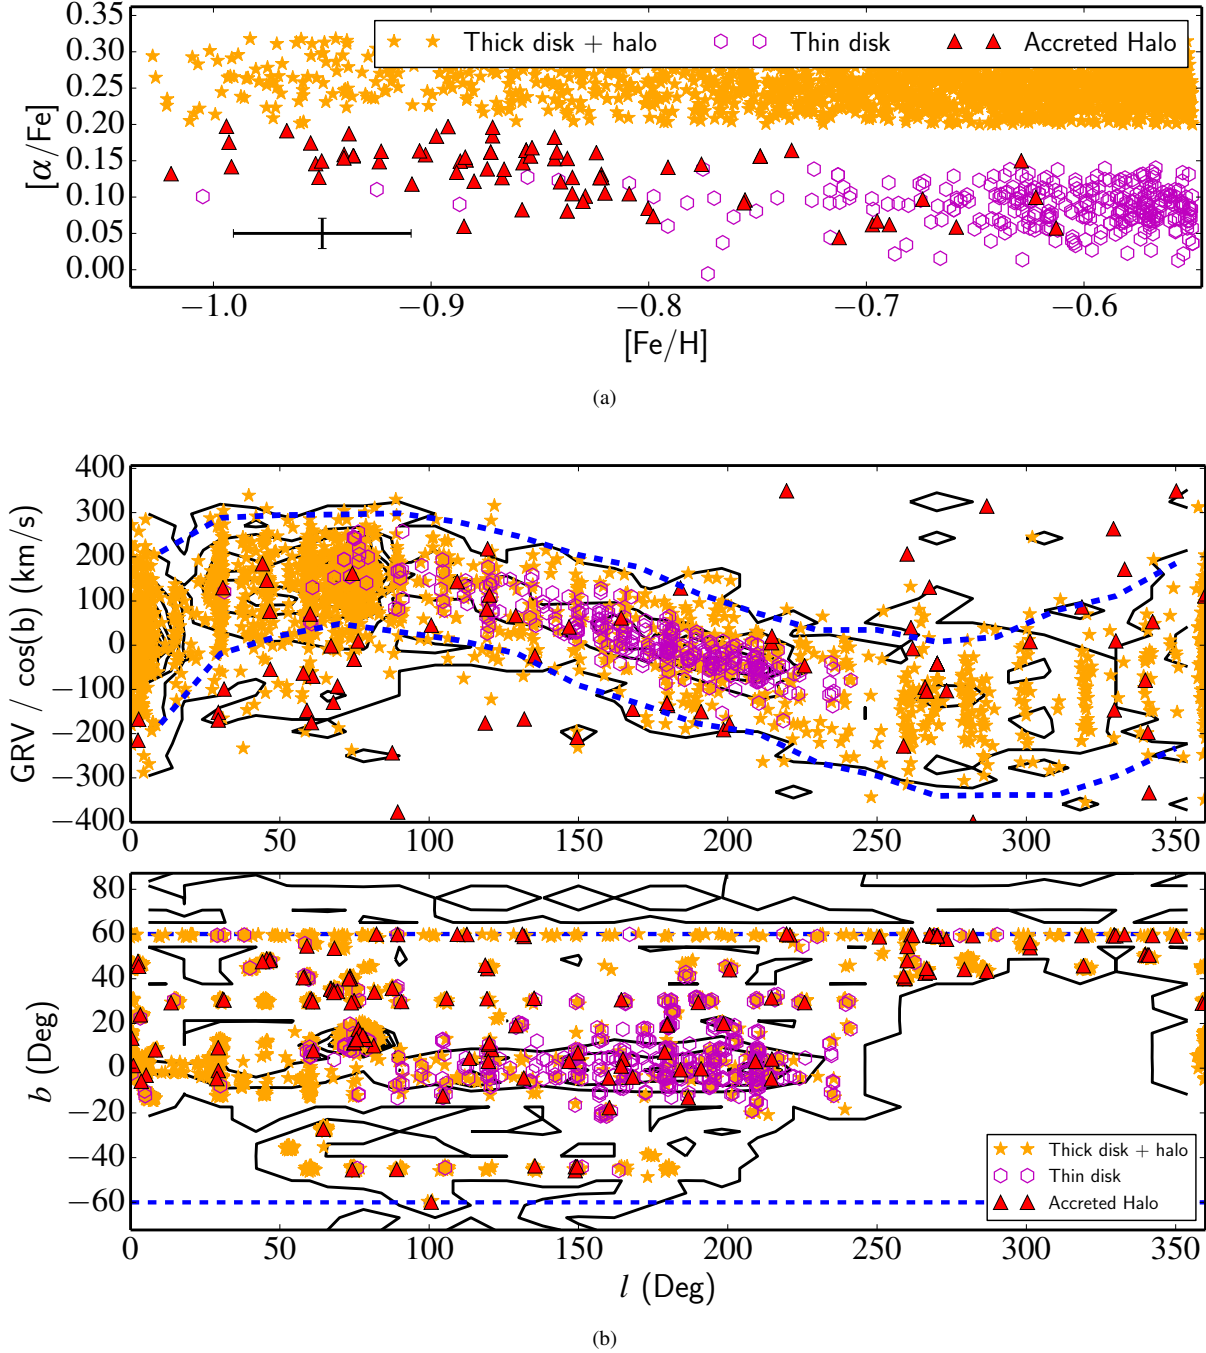 0.35
0.30
0.25
0.20
0.15
0.10
0.05
0.00
[α/Fe]
Thick disk + halo Thin disk Accreted Halo
−1.0 −0.9 −0.8 −0.7 −0.6
[Fe/H]
(a)
400
300
200
100
0
−100
−200
−300
−400
GRV / cos(b) (km/s)
0 50 100 150 200 250 300 350
80
60
40
20
0
−20
−40
−60
b (Deg)
Thick disk + halo
Thin disk
Accreted Halo
0 50 100 150 200 250 300 350
l (Deg)
(b)